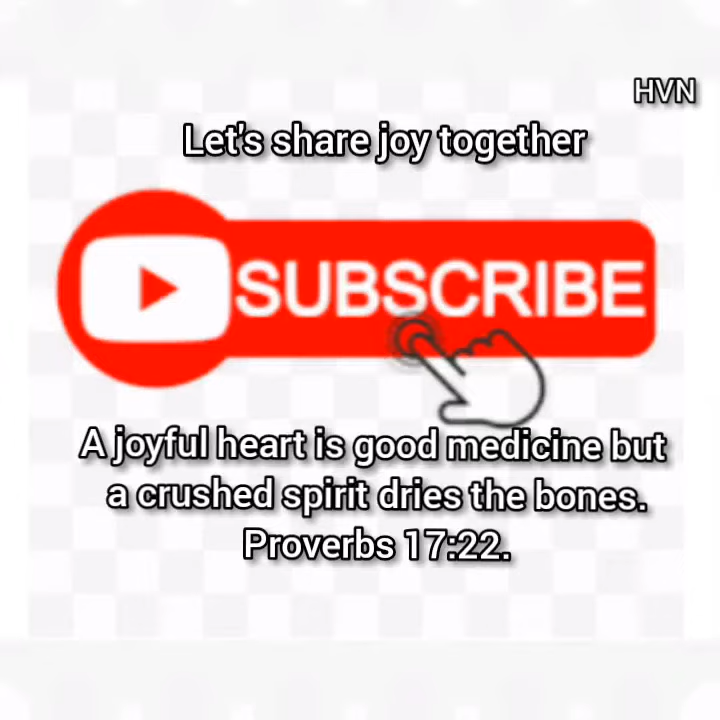 HVN
Let's share joy together
SUBSCRIBE
A joyful heart is good medicine but
a crushed spirit dries the bones.
Proverbs 17:22.